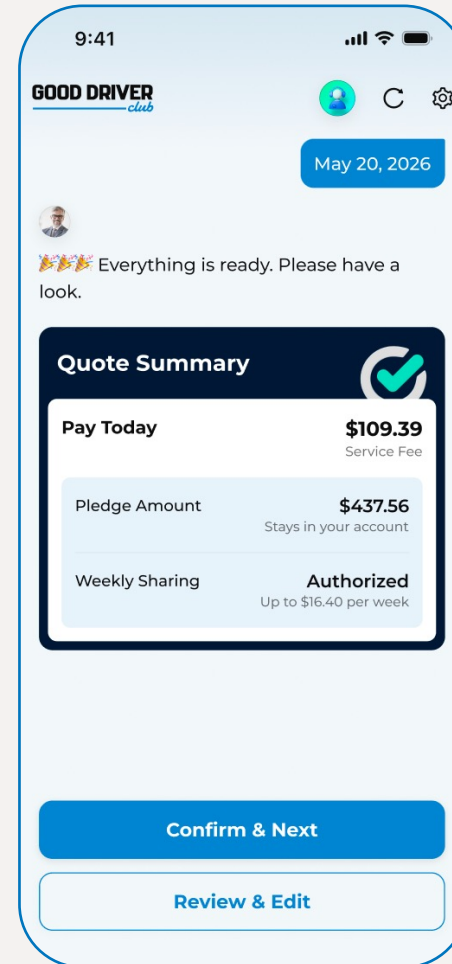 9:41
GOOD DRIVER
club
May 20, 2026
🎉🎉🎉 Everything is ready. Please have a
look.
Quote Summary
Pay Today
$109.39
Service Fee
Pledge Amount
$437.56
Stays in your account
Weekly Sharing
Authorized
Up to $16.40 per week
Confirm & Next
Review & Edit